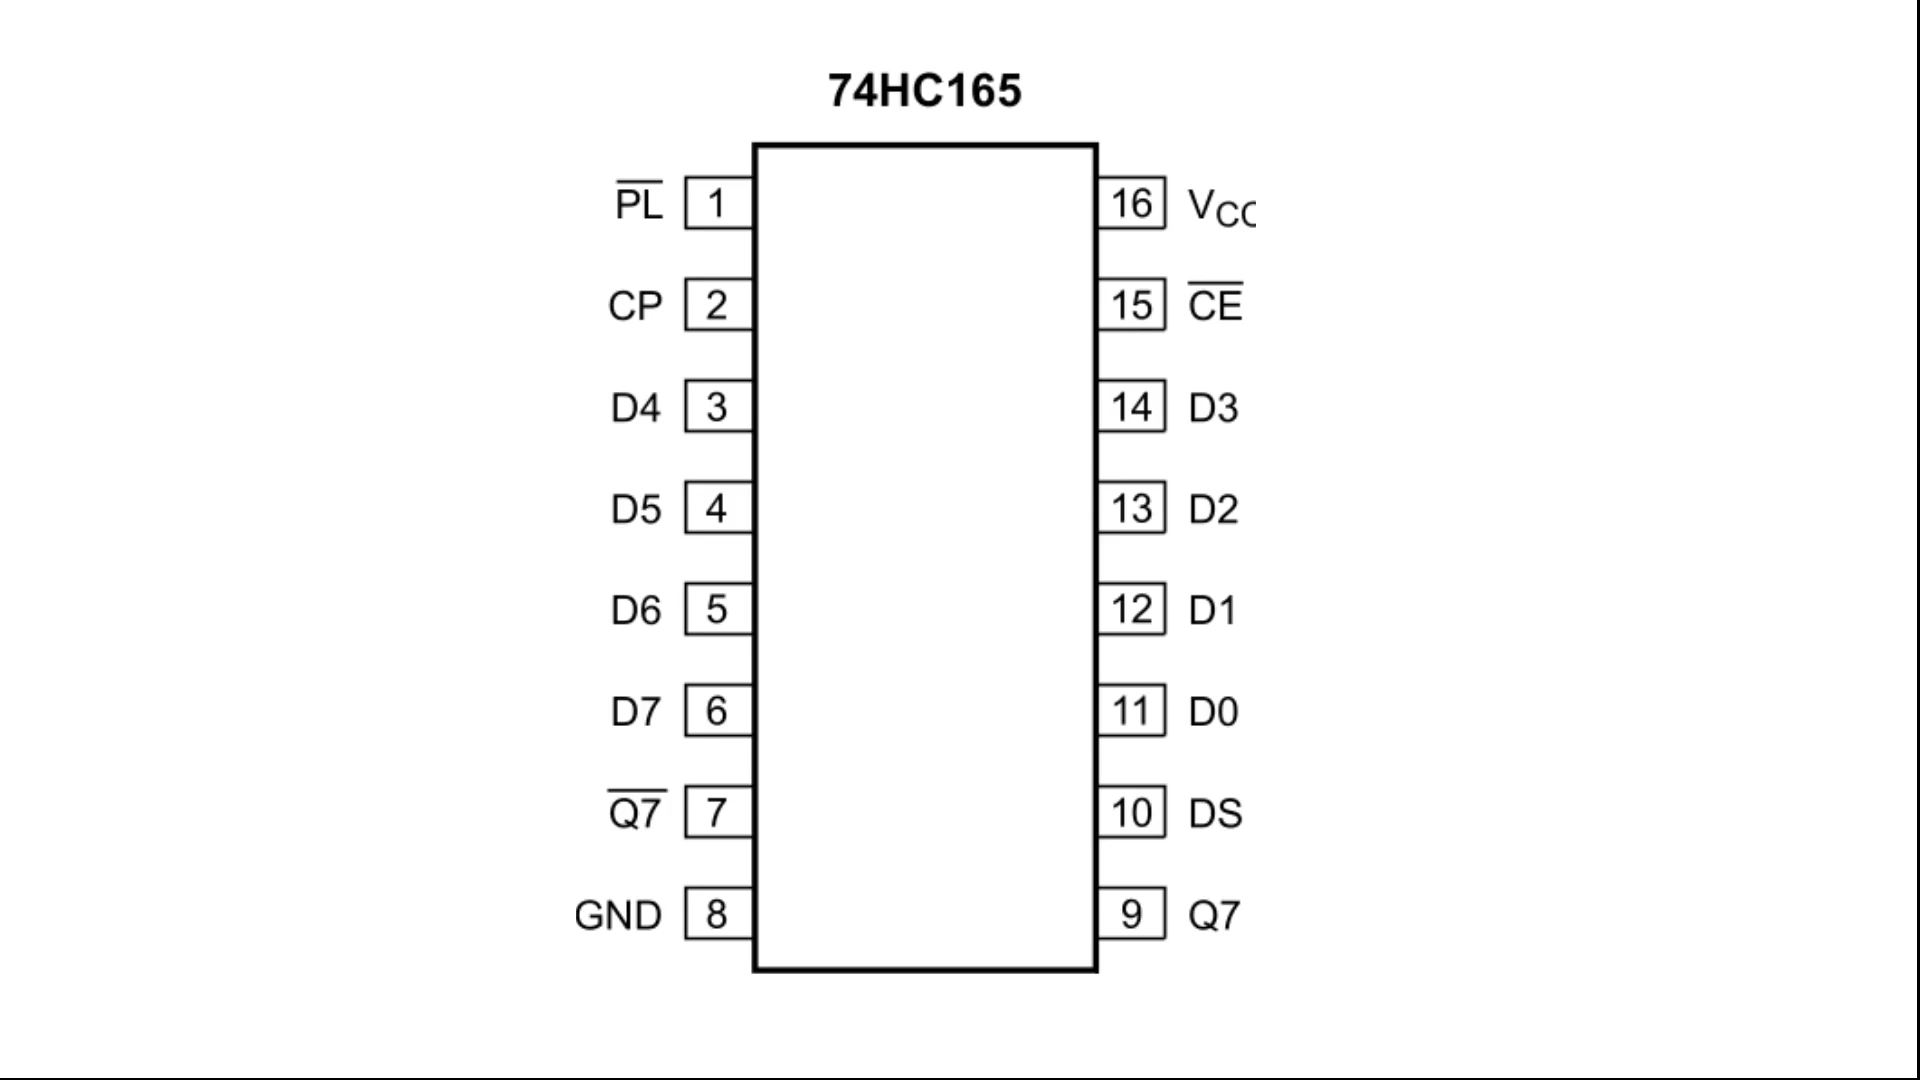 74HC165
PL 1 16 VCC
CP 2 15 CE
D4 3 14 D3
D5 4 13 D2
D6 5 12 D1
D7 6 11 D0
Q7 7 10 DS
GND 8 9 Q7